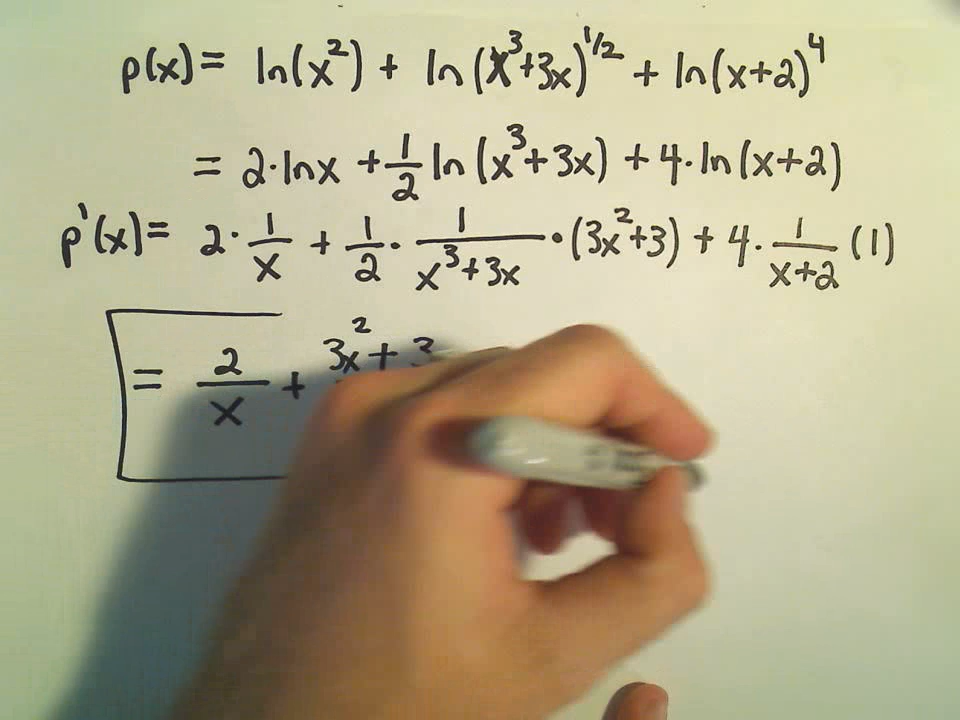 p(x) = ln(x²) + ln(x³+3x)^1/2 + ln(x+2)⁴
= 2·lnx + 1/2 ln(x³+3x) + 4·ln(x+2)
p'(x) = 2·1/x + 1/2·1/(x³+3x)·(3x²+3) + 4·1/(x+2) (1)
= 2/x + 3x²+3